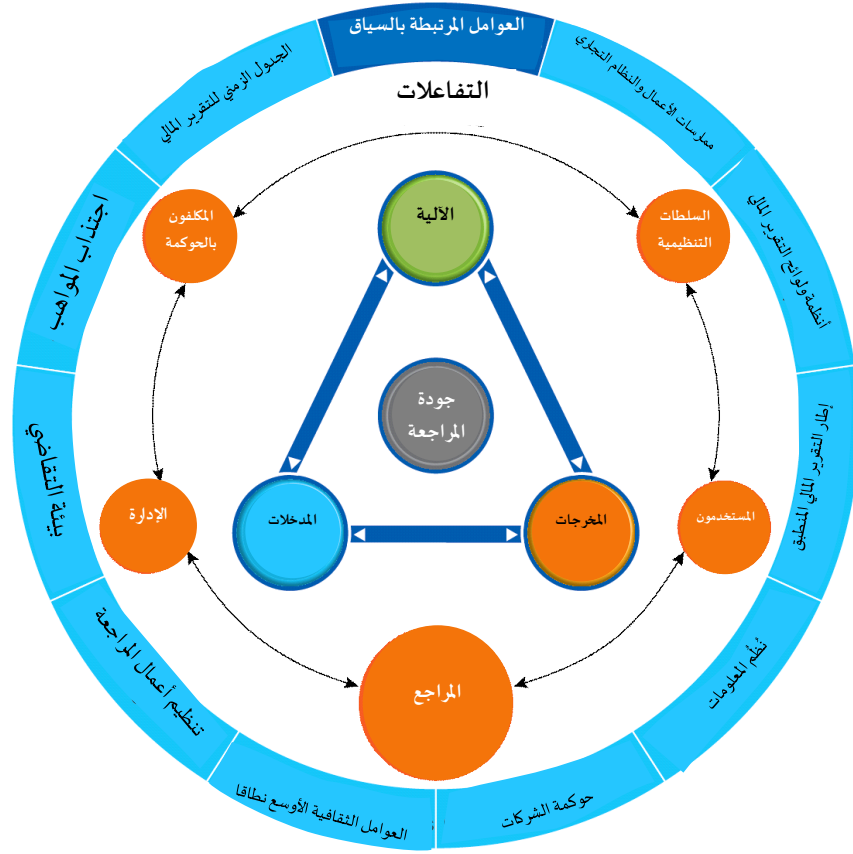 العوامل المرتبطة بالسياق
ممارسات الأعمال والنظام التجاري
أنظمة ولوائح التقرير المالي
إطار التقرير المالي المنطبق
نُظُم المعلومات
حوكمة الشركات
العوامل الثقافية الأوسع نطاقا
تنظيم أعمال المراجعة
بيئة التقاضي
اجتذاب المواهب
الجدول الزمني للتقرير المالي
التفاعلات
السلطات
التنظيمية
المستخدمون
المراجع
الإدارة
المكلفون
بالحوكمة
الآلية
جودة
المراجعة
المدخلات
المخرجات